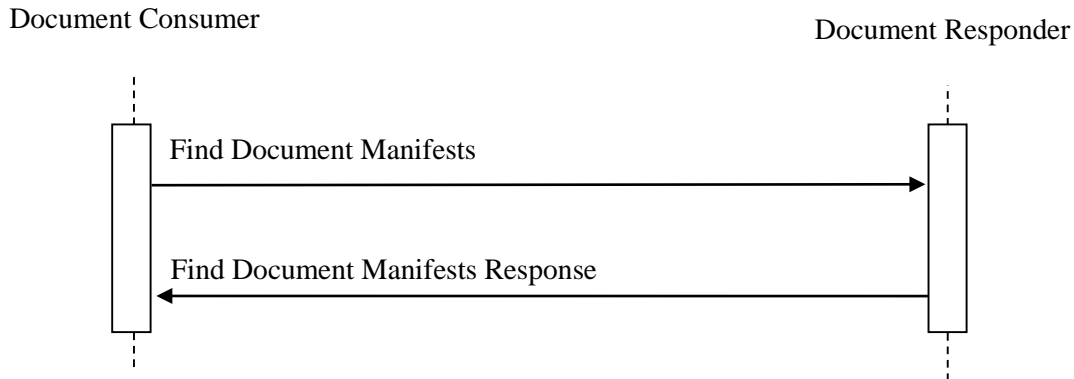 Document Consumer
Document Responder
Find Document Manifests
Find Document Manifests Response